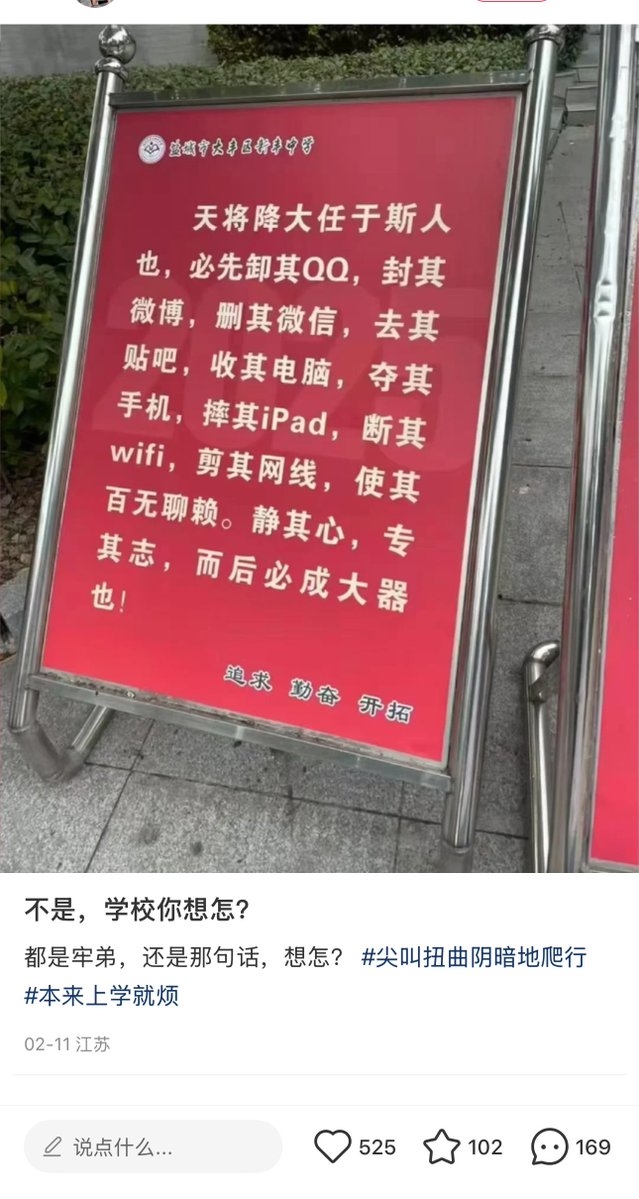 盐城市大丰区新丰中学
天将降大任于斯人
也，必先卸其QQ，封其
微博，删其微信，去其
贴吧，收其电脑，夺其
手机，摔其iPad，断其
wifi，剪其网线，使其
百无聊赖。静其心，专
其志，而后必成大器
也！
2025
追求 勤奋 开拓
不是，学校你想怎？
都是牢弟，还是那句话，想怎？ #尖叫扭曲阴暗地爬行
#本来上学就烦
02-11 江苏
说点什么... 525 102 169